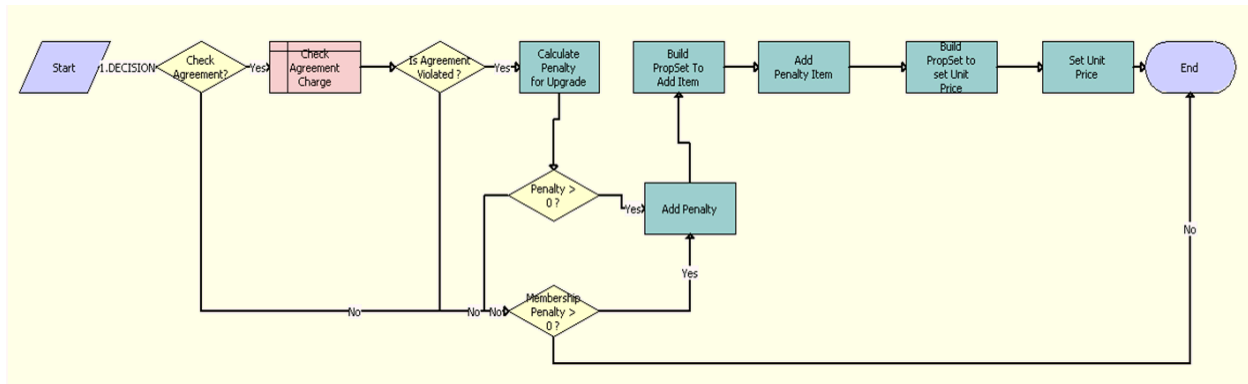 Start
1.DECISION
Check
Agreement?
Yes
Check
Agreement
Charge
Is Agreement
Violated ?
Yes
Calculate
Penalty
for Upgrade
Build
PropSet To
Add Item
Add
Penalty Item
Build
PropSet to
set Unit
Price
Set Unit
Price
End
Penalty >
0 ?
Yes
Add Penalty
No
Yes
No
No
No
Membership
Penalty >
0 ?